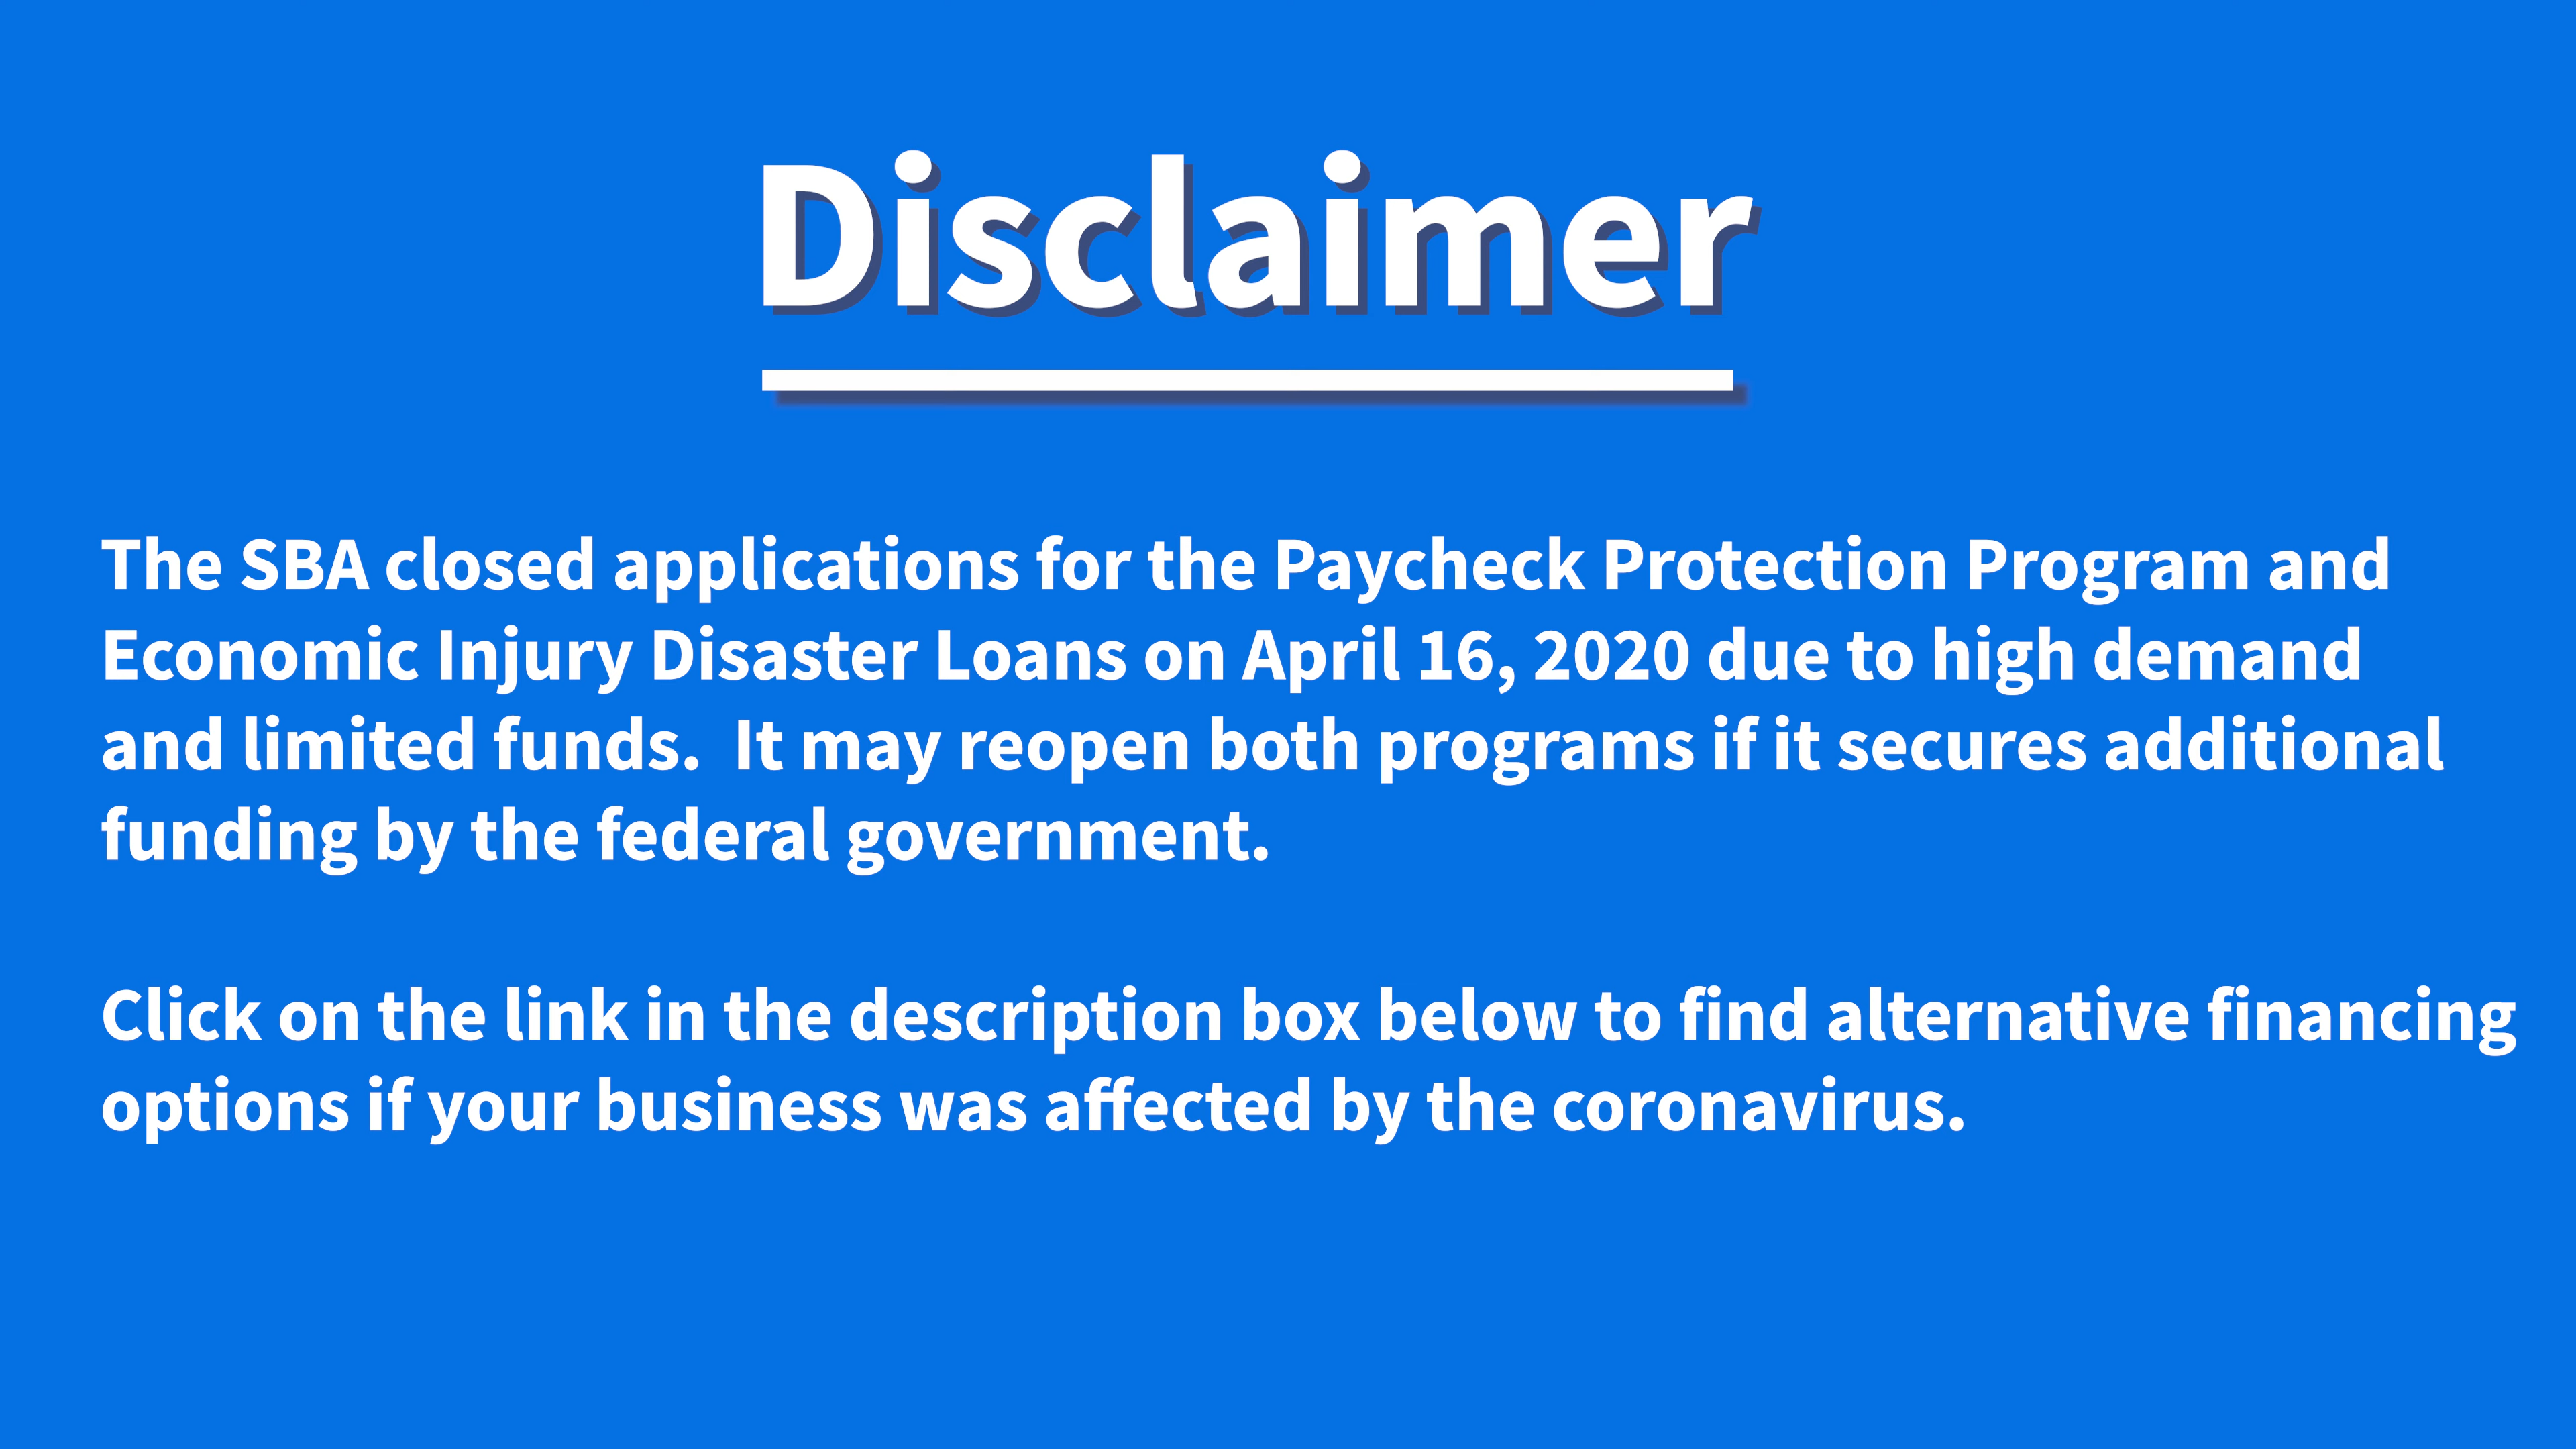 Disclaimer
The SBA closed applications for the Paycheck Protection Program and
Economic Injury Disaster Loans on April 16, 2020 due to high demand
and limited funds.  It may reopen both programs if it secures additional
funding by the federal government.
Click on the link in the description box below to find alternative financing
options if your business was affected by the coronavirus.